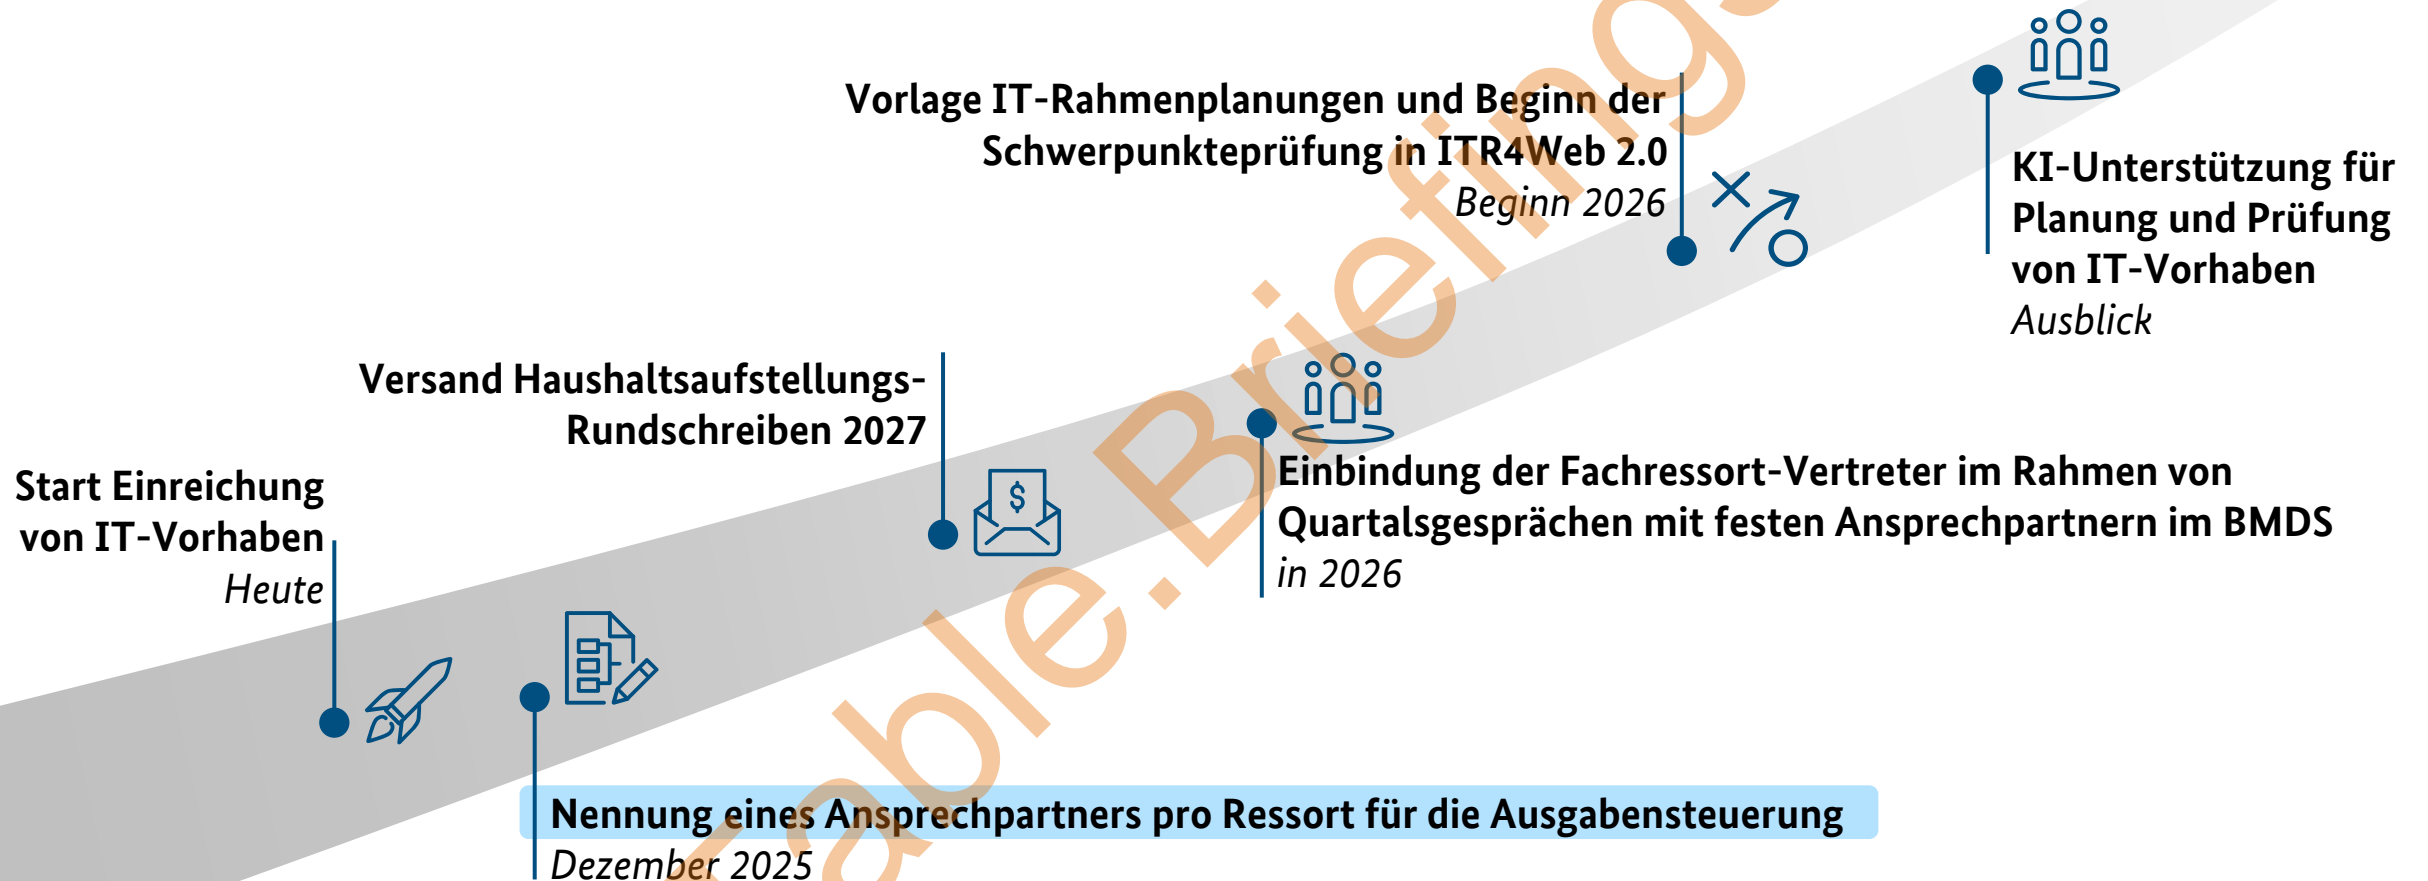 Vorlage IT-Rahmenplanungen und Beginn der
Schwerpunkteprüfung in ITR4Web 2.0
Beginn 2026
KI-Unterstützung für
Planung und Prüfung
von IT-Vorhaben
Ausblick
Versand Haushaltsaufstellungs-
Rundschreiben 2027
$
Einbindung der Fachressort-Vertreter im Rahmen von
Quartalsgesprächen mit festen Ansprechpartnern im BMDS
in 2026
Start Einreichung
von IT-Vorhaben
Heute
Nennung eines Ansprechpartners pro Ressort für die Ausgabensteuerung
Dezember 2025
Table.Briefings